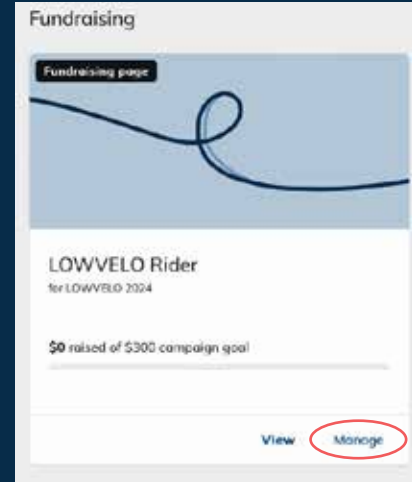 Fundraising
Fundraising page
LOWVELO Rider
for LOWVELO 2024
$0 raised of $300 campaign goal
View Manage